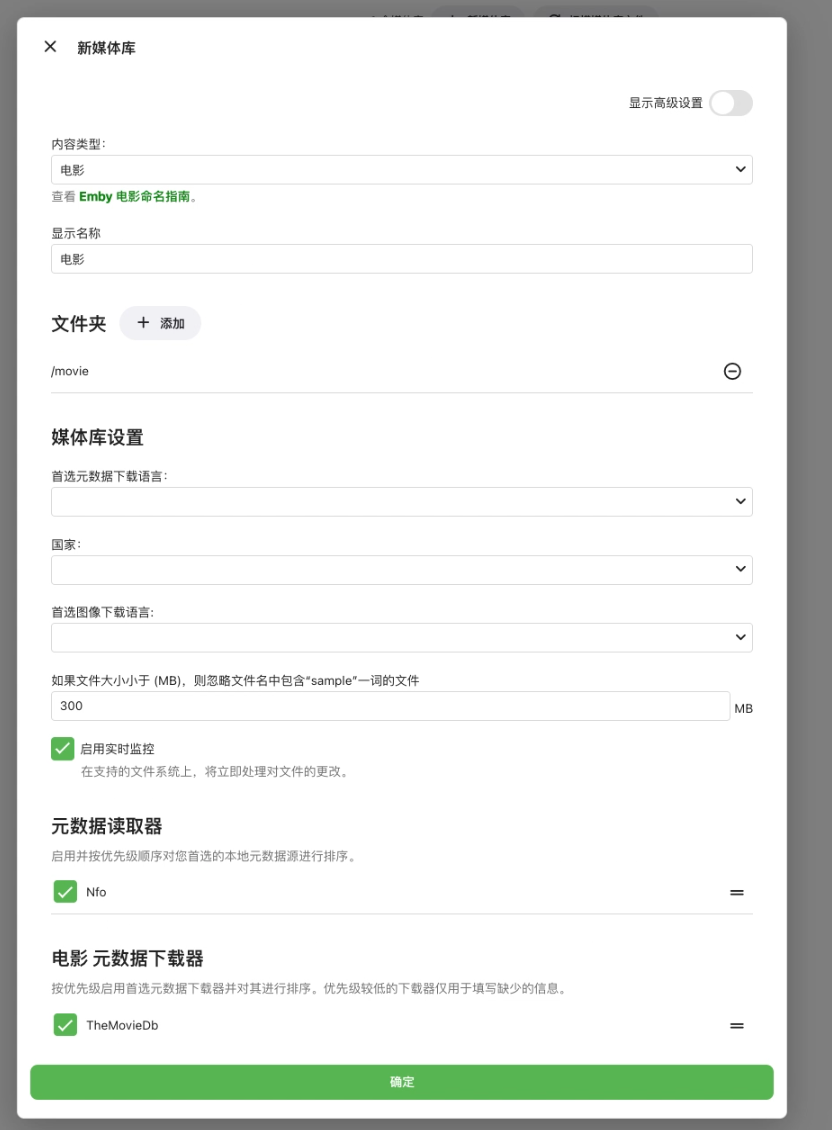 新媒体库
显示高级设置
内容类型:
电影
查看 Emby 电影命名指南。
显示名称
电影
文件夹 添加
/movie
媒体库设置
首选元数据下载语言:
国家:
首选图像下载语言:
如果文件大小小于 (MB)，则忽略文件名中包含“sample”一词的文件
300
MB
启用实时监控
在支持的文件系统上，将立即处理对文件的更改。
元数据读取器
启用并按优先级顺序对您首选的本地元数据源进行排序。
Nfo
电影 元数据下载器
按优先级启用首选元数据下载器并对其进行排序。优先级较低的下载器仅用于填写缺少的信息。
TheMovieDb
确定